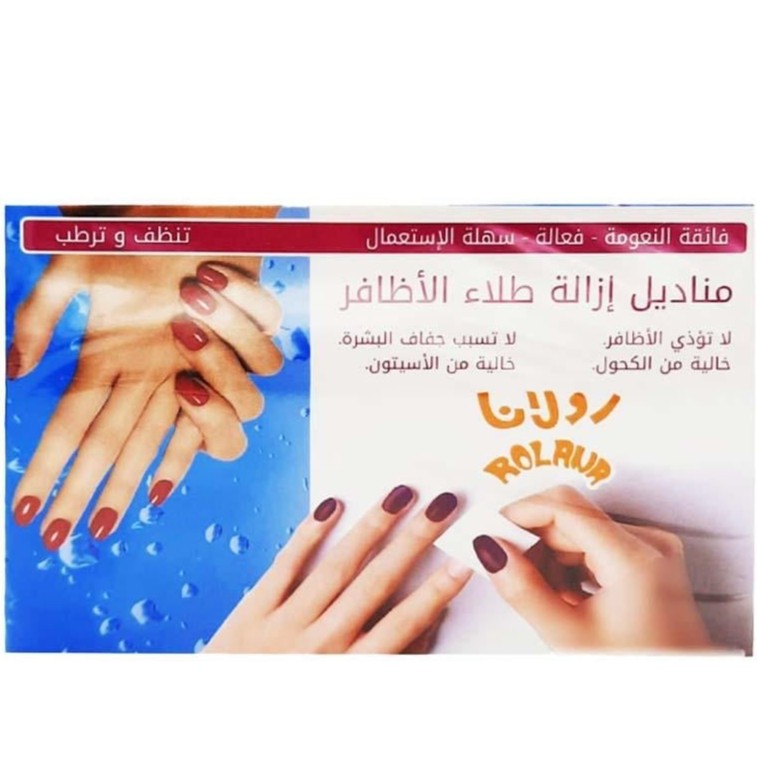 فائقة النعومة - فعالة - سهلة الإستعمال
تنظف و ترطب
مناديل إزالة طلاء الأظافر
لا تؤذي الأظافر.
خالية من الكحول.
لا تسبب جفاف البشرة.
خالية من الأسيتون.
رولانا
ROLANA